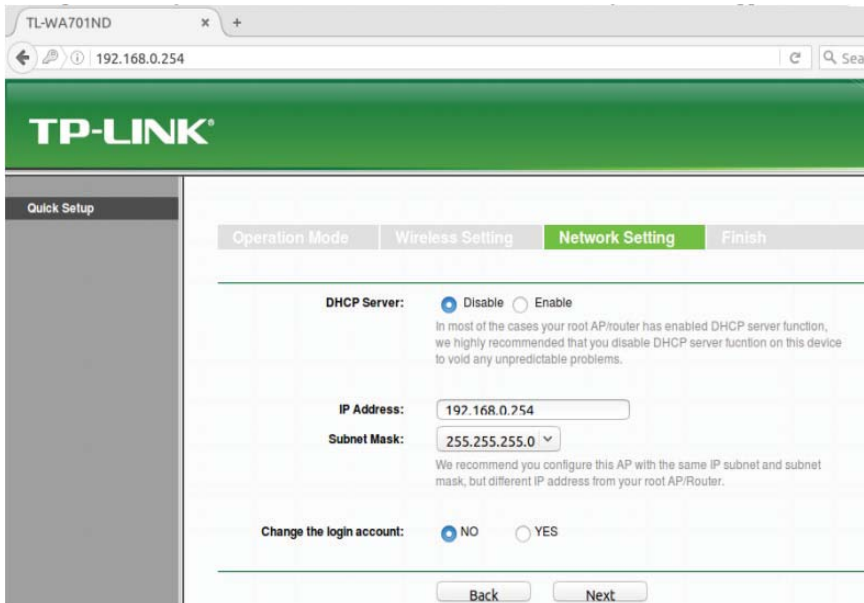 TL-WA701ND × +
192.168.0.254 Sea
TP-LINK®
Quick Setup
Operation Mode Wireless Setting Network Setting Finish
DHCP Server: Disable Enable
In most of the cases your root AP/router has enabled DHCP server function,
we highly recommended that you disable DHCP server fucntion on this device
to void any unpredictable problems.
IP Address: 192.168.0.254
Subnet Mask: 255.255.255.0
We recommend you configure this AP with the same IP subnet and subnet
mask, but different IP address from your root AP/Router.
Change the login account: NO YES
Back Next